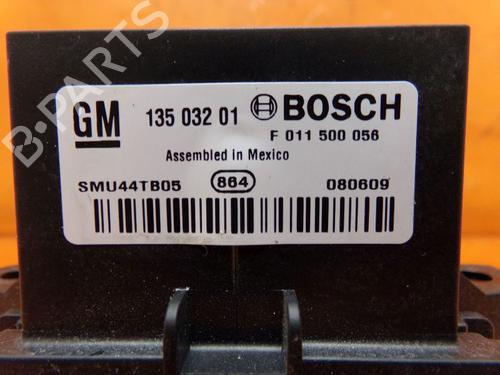 B-PARTS
GM 135 032 01 BOSCH
F 011 500 056
Assembled in Mexico
SMU44TB05 864 080609